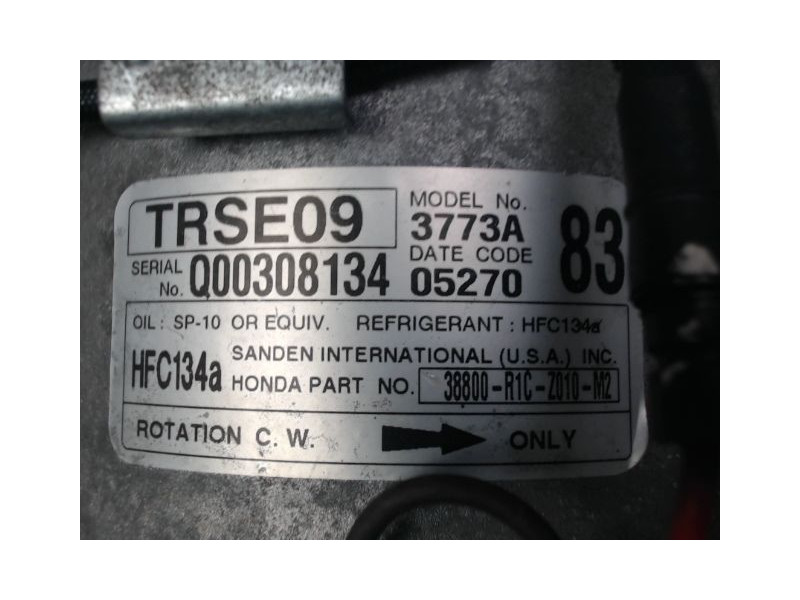 TRSE09
MODEL No.
3773A
83
SERIAL No. Q00308134
DATE CODE
05270
OIL : SP-10 OR EQUIV. REFRIGERANT : HFC134a
HFC134a
SANDEN INTERNATIONAL (U.S.A.) INC.
HONDA PART NO. 38800-R1C-Z010-M2
ROTATION C. W. ONLY